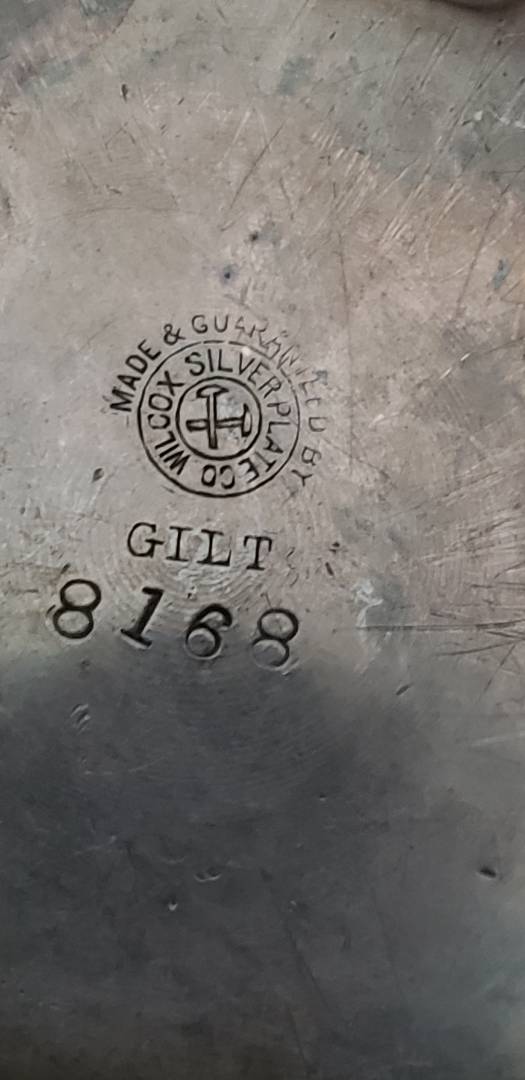 MADE & GUARANTEED BY
WILCOX SILVER PLATE CO
GILT
8168